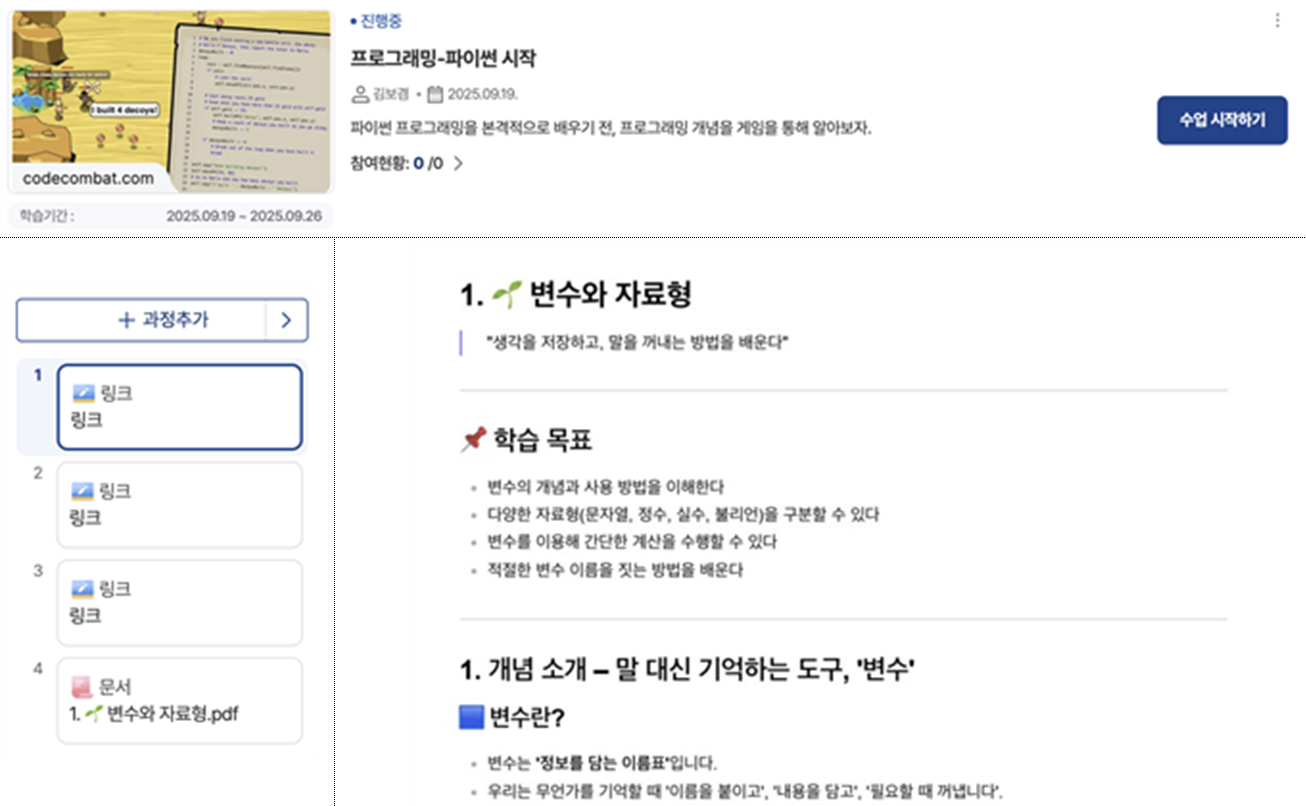 I built 4 decoys!
codecombat.com
학습기간 :
2025.09.19 ~ 2025.09.26
진행중
프로그래밍-파이썬 시작
김보겸 • 2025.09.19.
파이썬 프로그래밍을 본격적으로 배우기 전, 프로그래밍 개념을 게임을 통해 알아보자.
참여현황: 0 /0
수업 시작하기
+ 과정추가
1
링크
링크
2
링크
링크
3
링크
링크
4
문서
1. 🌱 변수와 자료형.pdf
1. 🌱 변수와 자료형
"생각을 저장하고, 말을 꺼내는 방법을 배운다"
📌 학습 목표
• 변수의 개념과 사용 방법을 이해한다
• 다양한 자료형(문자열, 정수, 실수, 불리언)을 구분할 수 있다
• 변수를 이용해 간단한 계산을 수행할 수 있다
• 적절한 변수 이름을 짓는 방법을 배운다
1. 개념 소개 – 말 대신 기억하는 도구, '변수'
🟦 변수란?
• 변수는 '정보를 담는 이름표'입니다.
• 우리는 무언가를 기억할 때 '이름을 붙이고', '내용을 담고', '필요할 때 꺼냅니다'.